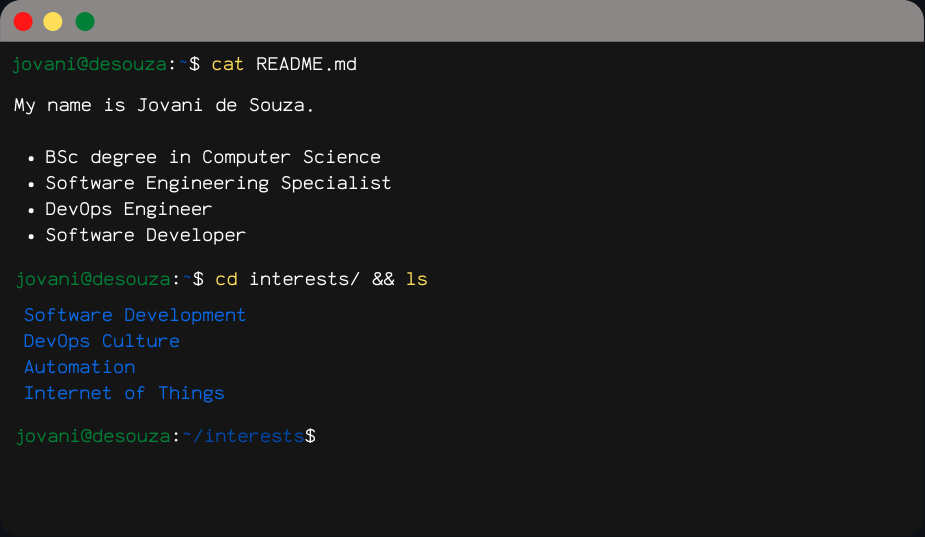 jovani@desouza:~$ cat README.md
My name is Jovani de Souza.
• BSc degree in Computer Science
• Software Engineering Specialist
• DevOps Engineer
• Software Developer
jovani@desouza:~$ cd interests/ && ls
Software Development
DevOps Culture
Automation
Internet of Things
jovani@desouza:~/interests$